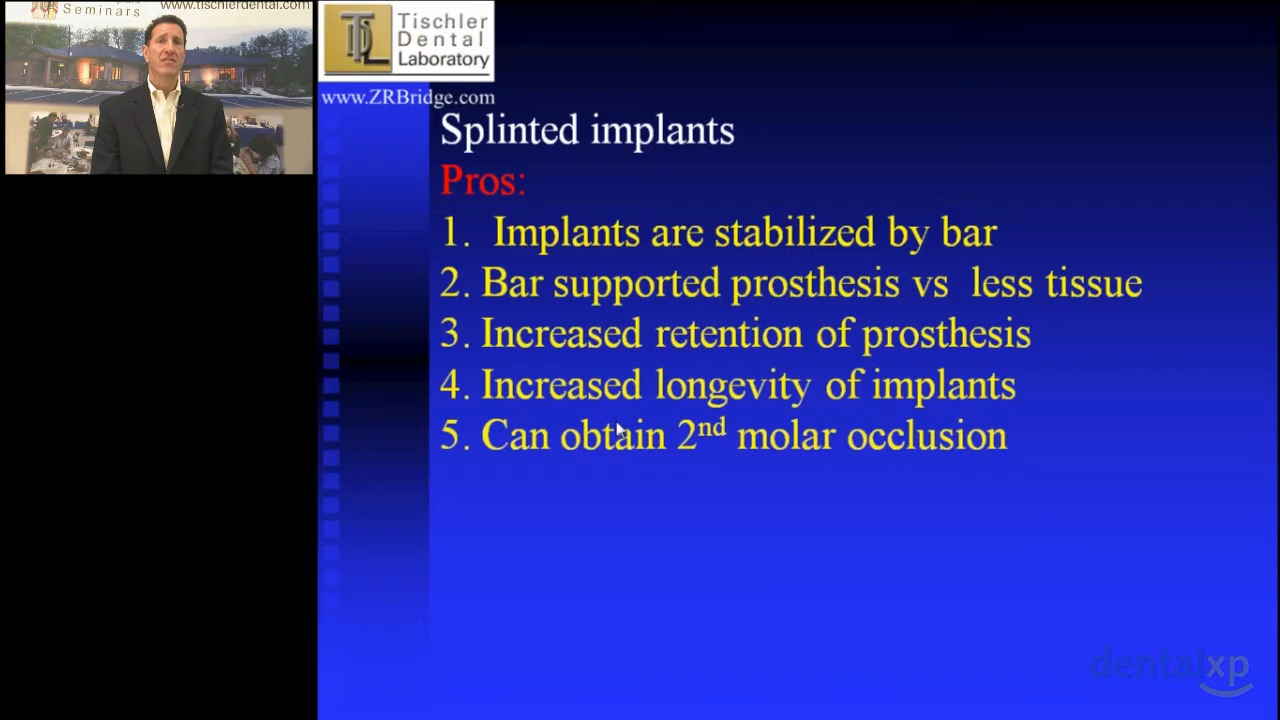 Seminars
www.tischlerdental.com
Tischler
Dental
Laboratory
www.ZRBridge.com
Splinted implants
Pros:
1. Implants are stabilized by bar
2. Bar supported prosthesis vs less tissue
3. Increased retention of prosthesis
4. Increased longevity of implants
5. Can obtain 2nd molar occlusion
dentalxp